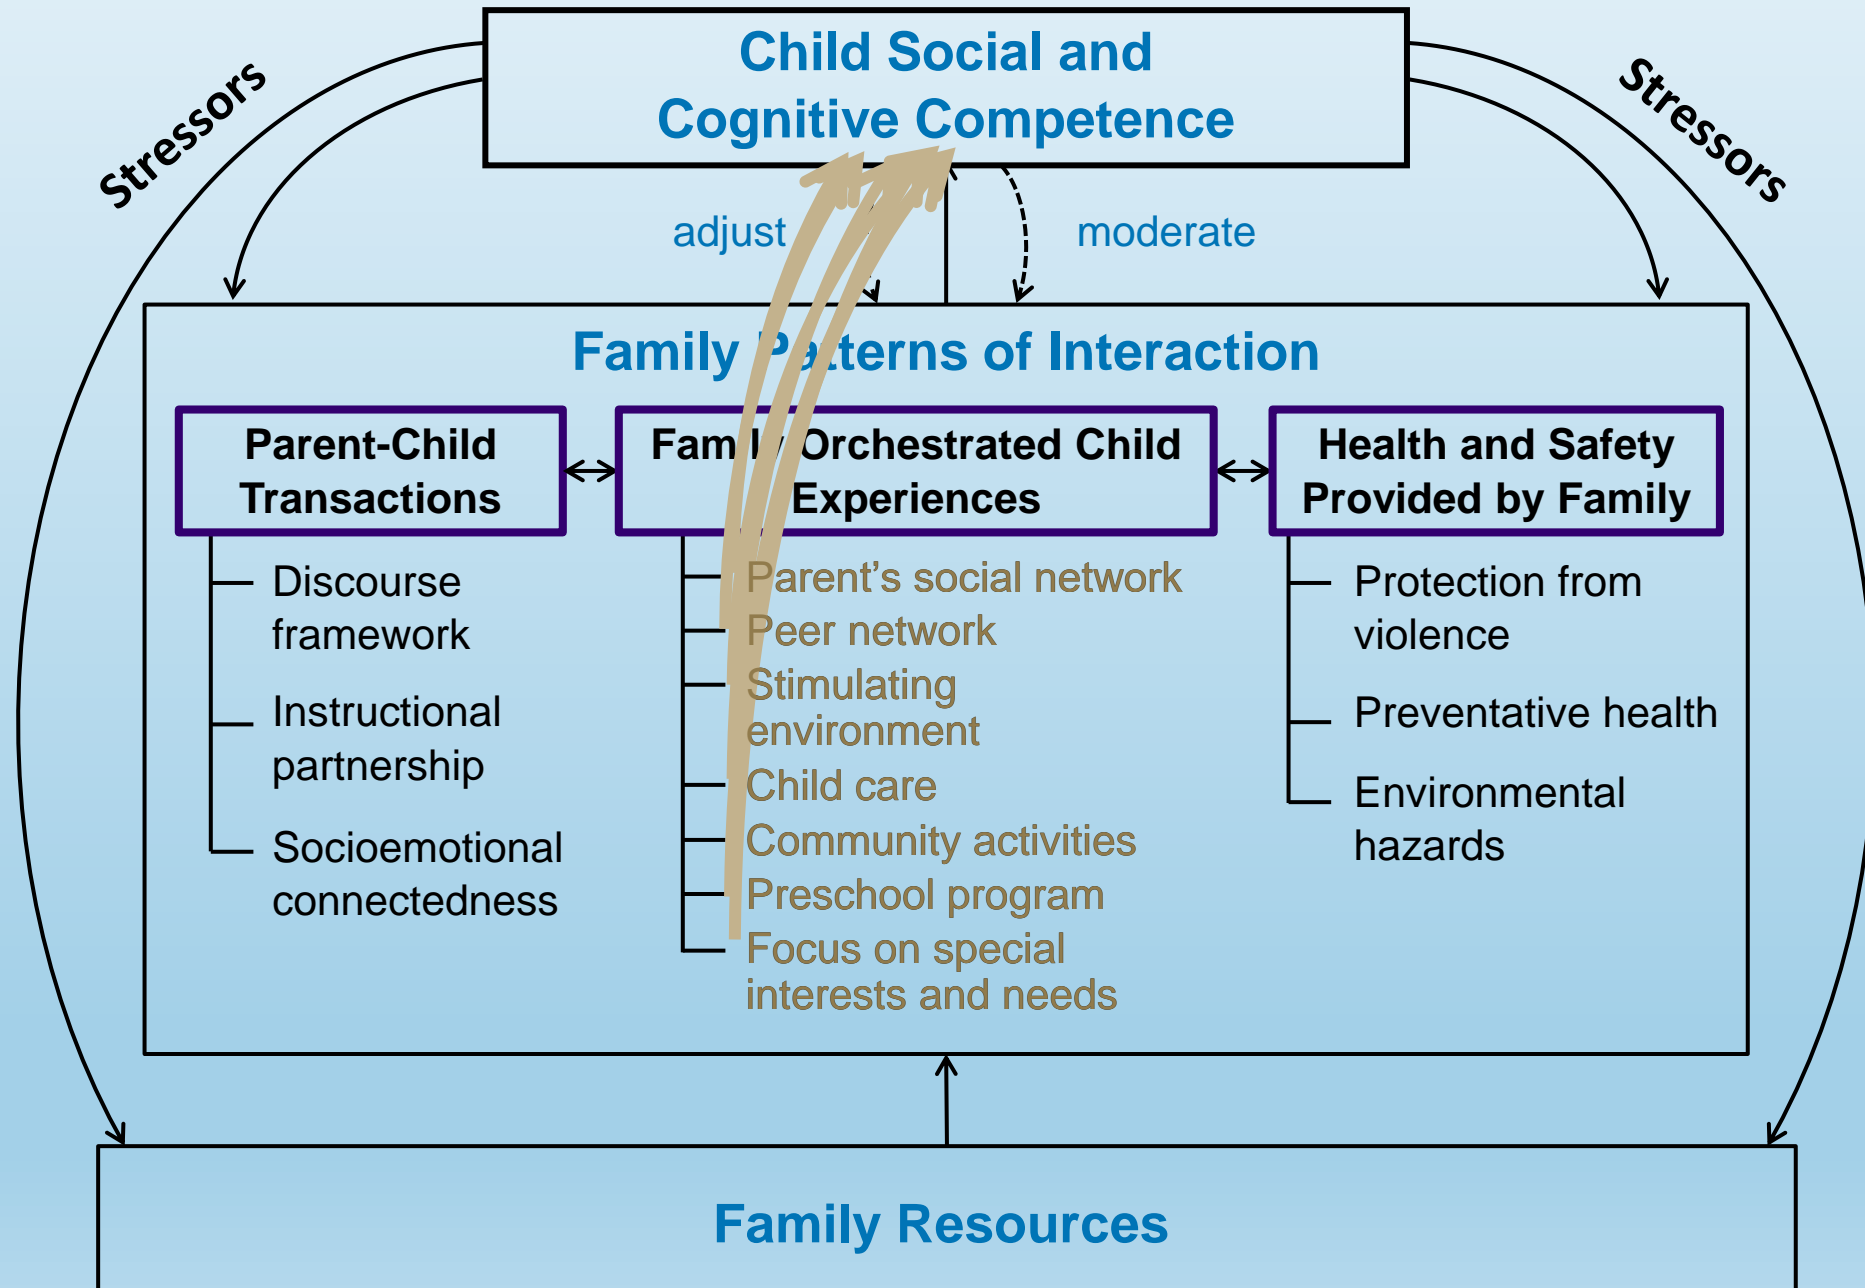 Child Social and
Cognitive Competence
Stressors
Stressors
adjust
moderate
Family Patterns of Interaction
Parent-Child
Transactions
Discourse
framework
Instructional
partnership
Socioemotional
connectedness
Family Orchestrated Child
Experiences
Parent’s social network
Peer network
Stimulating
environment
Child care
Community activities
Preschool program
Focus on special
interests and needs
Health and Safety
Provided by Family
Protection from
violence
Preventative health
Environmental
hazards
Family Resources